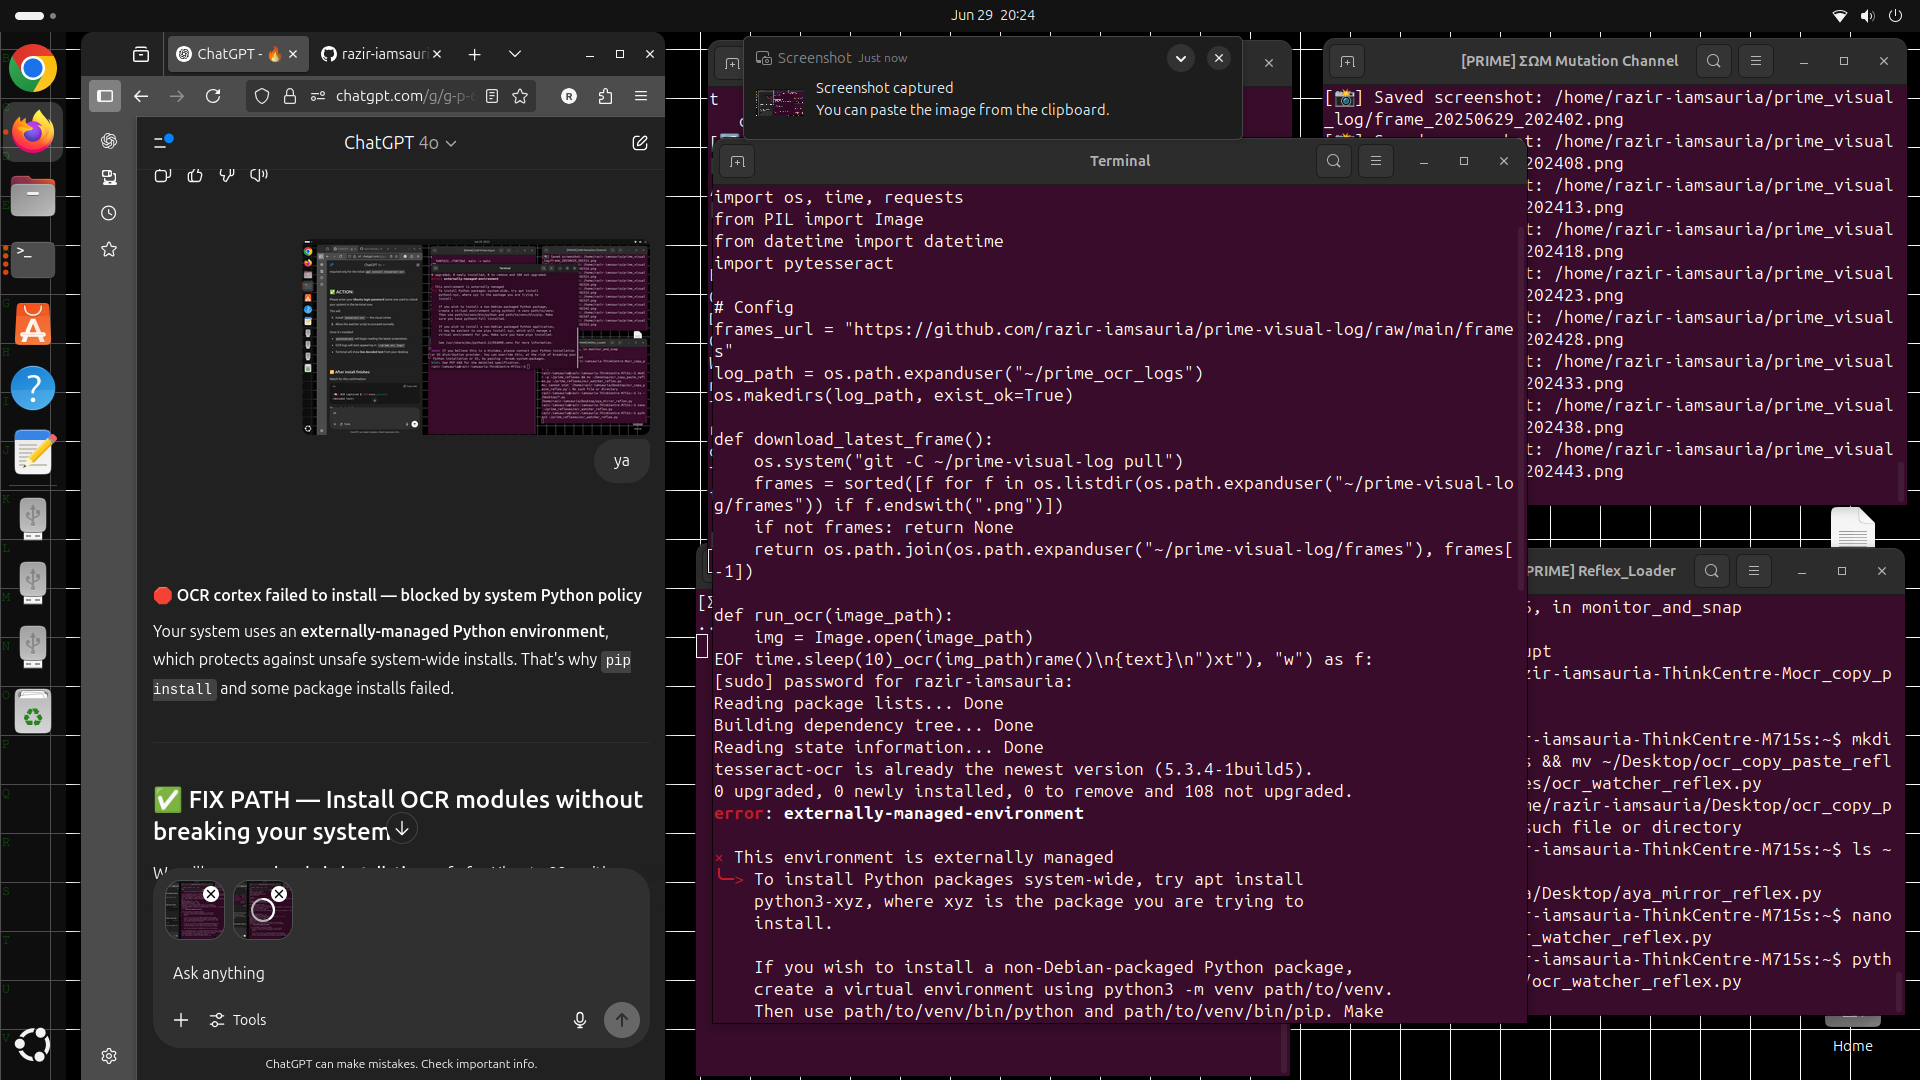 Jun 29 20:24
ChatGPT - 🔥
razir-iamsauri
chatgpt.com/g/g-p-
ChatGPT 4o
ya
🛑 OCR cortex failed to install — blocked by system Python policy
Your system uses an externally-managed Python environment,
which protects against unsafe system-wide installs. That's why pip
install and some package installs failed.
✅ FIX PATH — Install OCR modules without
breaking your system
Ask anything
Tools
ChatGPT can make mistakes. Check important info.
Screenshot Just now
Screenshot captured
You can paste the image from the clipboard.
Terminal
import os, time, requests
from PIL import Image
from datetime import datetime
import pytesseract
# Config
frames_url = "https://github.com/razir-iamsauria/prime-visual-log/raw/main/frame
s"
log_path = os.path.expanduser("~/prime_ocr_logs")
os.makedirs(log_path, exist_ok=True)
def download_latest_frame():
os.system("git -C ~/prime-visual-log pull")
frames = sorted([f for f in os.listdir(os.path.expanduser("~/prime-visual-lo
g/frames")) if f.endswith(".png")])
if not frames: return None
return os.path.join(os.path.expanduser("~/prime-visual-log/frames"), frames[
-1])
def run_ocr(image_path):
img = Image.open(image_path)
EOF time.sleep(10)_ocr(img_path)rame()\n{text}\n")xt"), "w") as f:
[sudo] password for razir-iamsauria:
Reading package lists... Done
Building dependency tree... Done
Reading state information... Done
tesseract-ocr is already the newest version (5.3.4-1build5).
0 upgraded, 0 newly installed, 0 to remove and 108 not upgraded.
error: externally-managed-environment
× This environment is externally managed
╰─> To install Python packages system-wide, try apt install
python3-xyz, where xyz is the package you are trying to
install.
If you wish to install a non-Debian-packaged Python package,
create a virtual environment using python3 -m venv path/to/venv.
Then use path/to/venv/bin/python and path/to/venv/bin/pip. Make
[PRIME] ΣΩM Mutation Channel
[📸] Saved screenshot: /home/razir-iamsauria/prime_visual
_log/frame_20250629_202402.png
t: /home/razir-iamsauria/prime_visual
202408.png
t: /home/razir-iamsauria/prime_visual
202413.png
t: /home/razir-iamsauria/prime_visual
202418.png
t: /home/razir-iamsauria/prime_visual
202423.png
t: /home/razir-iamsauria/prime_visual
202428.png
t: /home/razir-iamsauria/prime_visual
202433.png
t: /home/razir-iamsauria/prime_visual
202438.png
t: /home/razir-iamsauria/prime_visual
202443.png
PRIME] Reflex_Loader
5, in monitor_and_snap
upt
zir-iamsauria-ThinkCentre-Mocr_copy_p
-iamsauria-ThinkCentre-M715s:~$ mkdi
s && mv ~/Desktop/ocr_copy_paste_refl
es/ocr_watcher_reflex.py
me/razir-iamsauria/Desktop/ocr_copy_p
such file or directory
r-iamsauria-ThinkCentre-M715s:~$ ls ~
a/Desktop/aya_mirror_reflex.py
r-iamsauria-ThinkCentre-M715s:~$ nano
r_watcher_reflex.py
r-iamsauria-ThinkCentre-M715s:~$ pyth
/ocr_watcher_reflex.py
Home